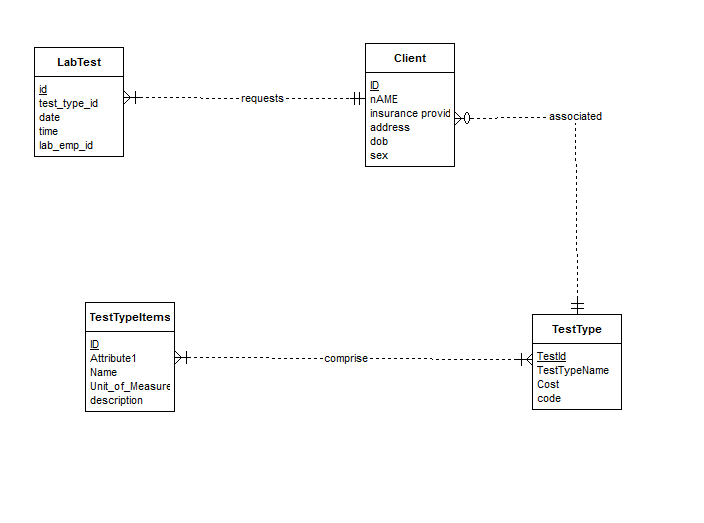 LabTest
id
test_type_id
date
time
lab_emp_id
requests
Client
ID
nAME
insurance provid
address
dob
sex
associated
TestTypeItems
ID
Attribute1
Name
Unit_of_Measure
description
comprise
TestType
TestId
TestTypeName
Cost
code